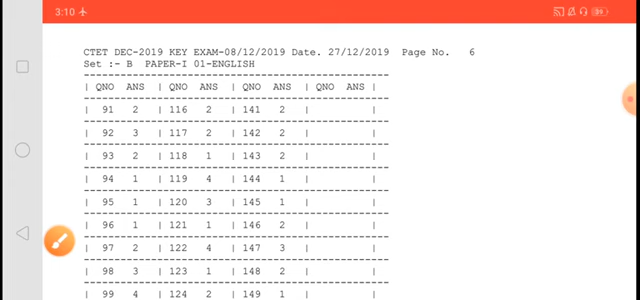 3:10
CTET DEC-2019 KEY EXAM-08/12/2019 Date. 27/12/2019 Page No. 6
Set :- B PAPER-I 01-ENGLISH
| QNO ANS | QNO ANS | QNO ANS | QNO ANS |
| 91 2 | 116 2 | 141 2 | |
| 92 3 | 117 2 | 142 2 | |
| 93 2 | 118 1 | 143 2 | |
| 94 1 | 119 4 | 144 1 | |
| 95 1 | 120 3 | 145 1 | |
| 96 1 | 121 1 | 146 2 | |
| 97 2 | 122 4 | 147 3 | |
| 98 3 | 123 1 | 148 2 | |
| 99 4 | 124 2 | 149 1 | |